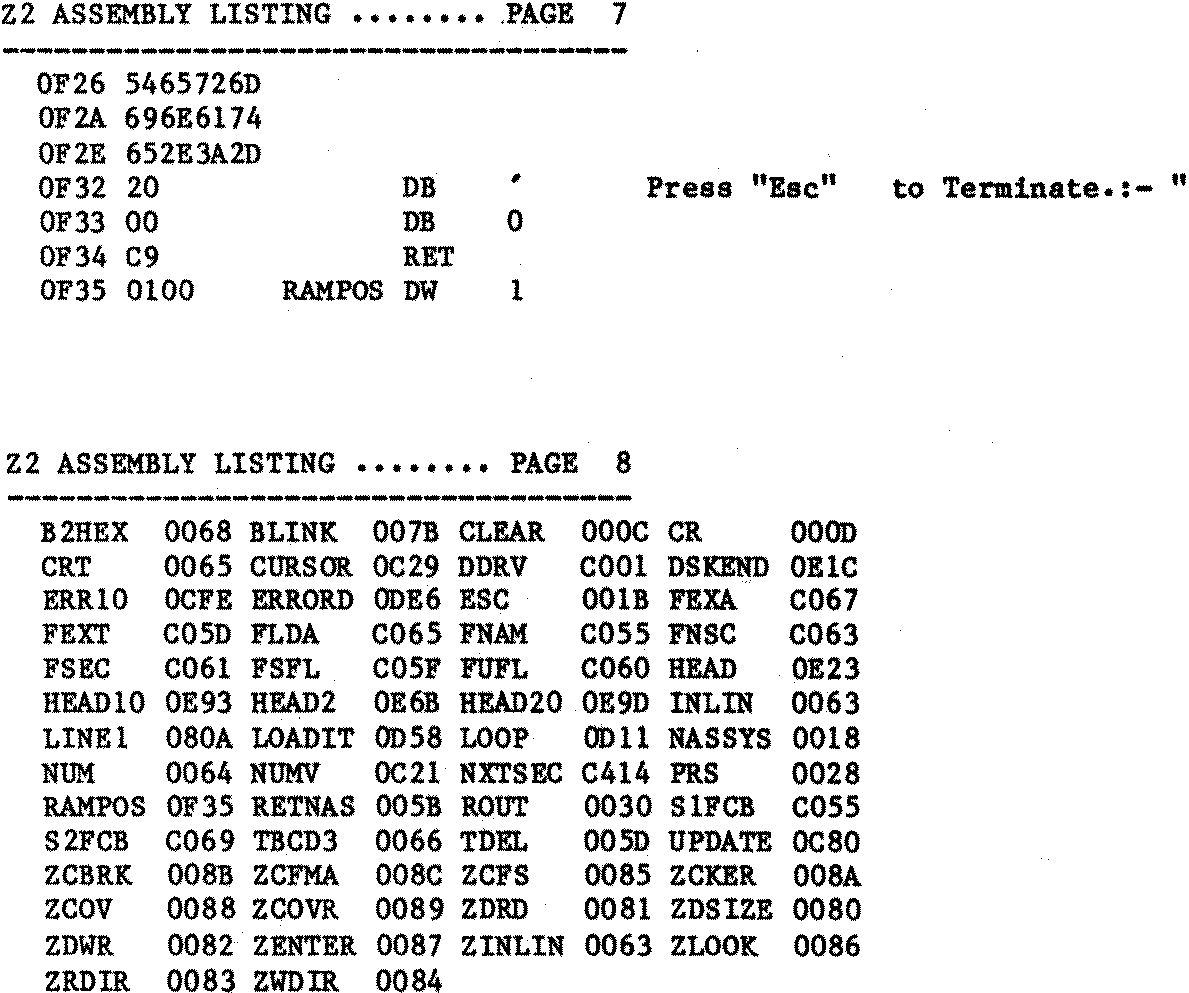 Z2 ASSEMBLY LISTING ........ PAGE 7
0F26 5465726D
0F2A 696E6174
0F2E 652E3A2D
0F32 20 DB ' Press "Esc" to Terminate.:- "
0F33 00 DB 0
0F34 C9 RET
0F35 0100 RAMPOS DW 1
Z2 ASSEMBLY LISTING ........ PAGE 8
B2HEX 0068 BLINK 007B CLEAR 000C CR 000D
CRT 0065 CURSOR 0C29 DDRV C001 DSKEND 0E1C
ERR10 0CFE ERRORD 0DE6 ESC 001B FEXA C067
FEXT C05D FLDA C065 FNAM C055 FNSC C063
FSEC C061 FSFL C05F FUFL C060 HEAD 0E23
HEAD10 0E93 HEAD2 0E6B HEAD20 0E9D INLIN 0063
LINE1 080A LOADIT 0D58 LOOP 0D11 NASSYS 0018
NUM 0064 NUMV 0C21 NXTSEC C414 PRS 0028
RAMPOS 0F35 RETNAS 005B ROUT 0030 S1FCB C055
S2FCB C069 TBCD3 0066 TDEL 005D UPDATE 0C80
ZCBRK 008B ZCFMA 008C ZCFS 0085 ZCKER 008A
ZCOV 0088 ZCOVR 0089 ZDRD 0081 ZDSIZE 0080
ZDWR 0082 ZENTER 0087 ZINLIN 0063 ZLOOK 0086
ZRDIR 0083 ZWDIR 0084